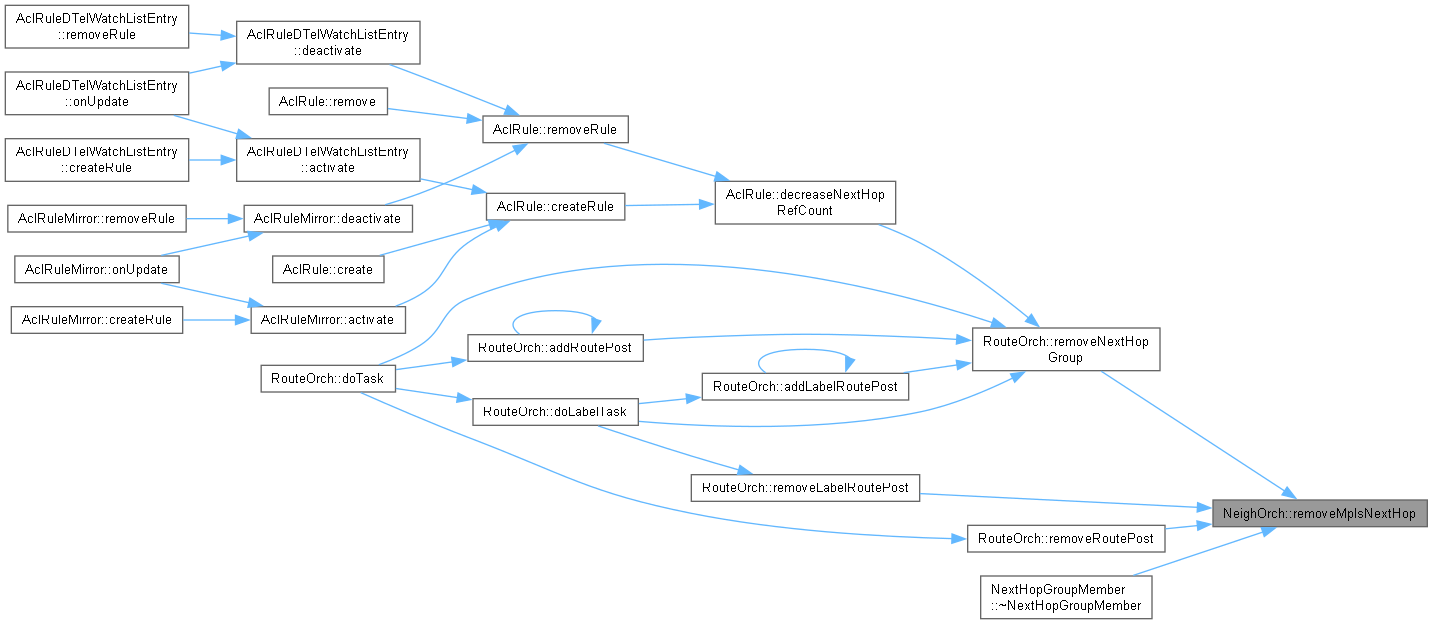 AclRuleDTelWatchListEntry
::removeRule
AclRuleDTelWatchListEntry
::deactivate
AclRuleDTelWatchListEntry
::onUpdate
AclRule::remove
AclRule::removeRule
AclRuleDTelWatchListEntry
::createRule
AclRuleDTelWatchListEntry
::activate
AclRule::decreaseNextHop
RefCount
AclRuleMirror::removeRule
AclRuleMirror::deactivate
AclRule::createRule
AclRuleMirror::onUpdate
AclRule::create
AclRuleMirror::createRule
AclRuleMirror::activate
RouteOrch::addRoutePost
RouteOrch::removeNextHop
Group
RouteOrch::doTask
RouteOrch::addLabelRoutePost
RouteOrch::doLabelTask
RouteOrch::removeLabelRoutePost
NeighOrch::removeMplsNextHop
RouteOrch::removeRoutePost
NextHopGroupMember
::~NextHopGroupMember